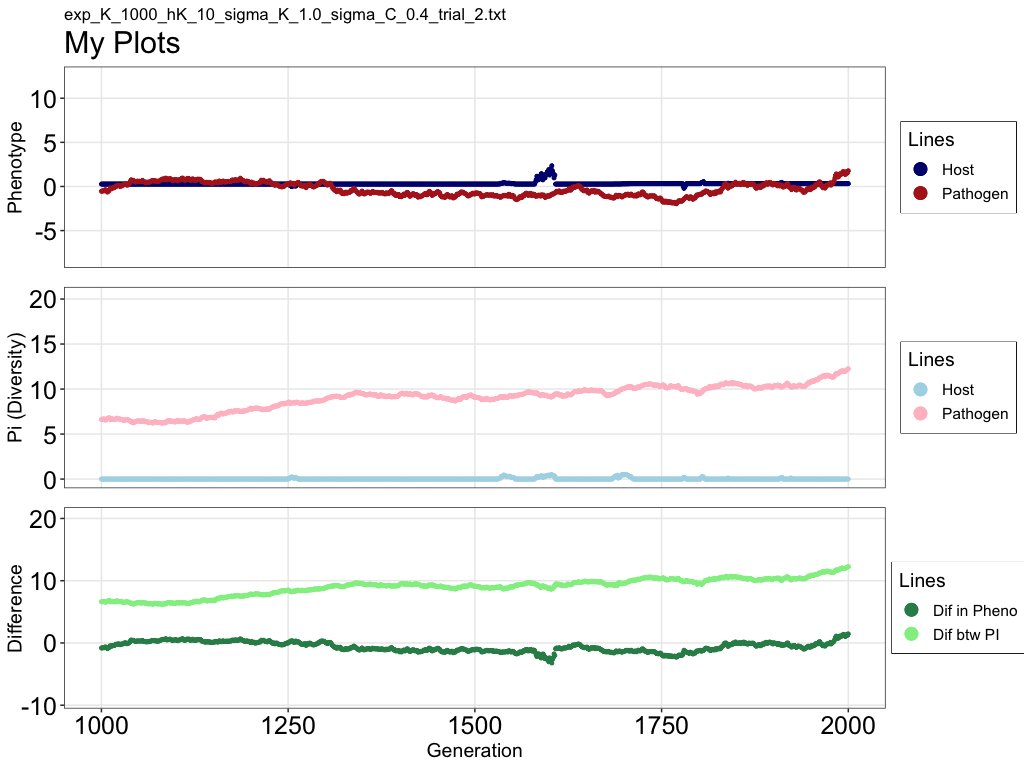 exp_K_1000_hK_10_sigma_K_1.0_sigma_C_0.4_trial_2.txt
My Plots
Phenotype
10
5
0
-5
Lines
Host
Pathogen
Pi (Diversity)
20
15
10
5
0
Lines
Host
Pathogen
Difference
20
10
0
-10
Lines
Dif in Pheno
Dif btw PI
1000 1250 1500 1750 2000
Generation